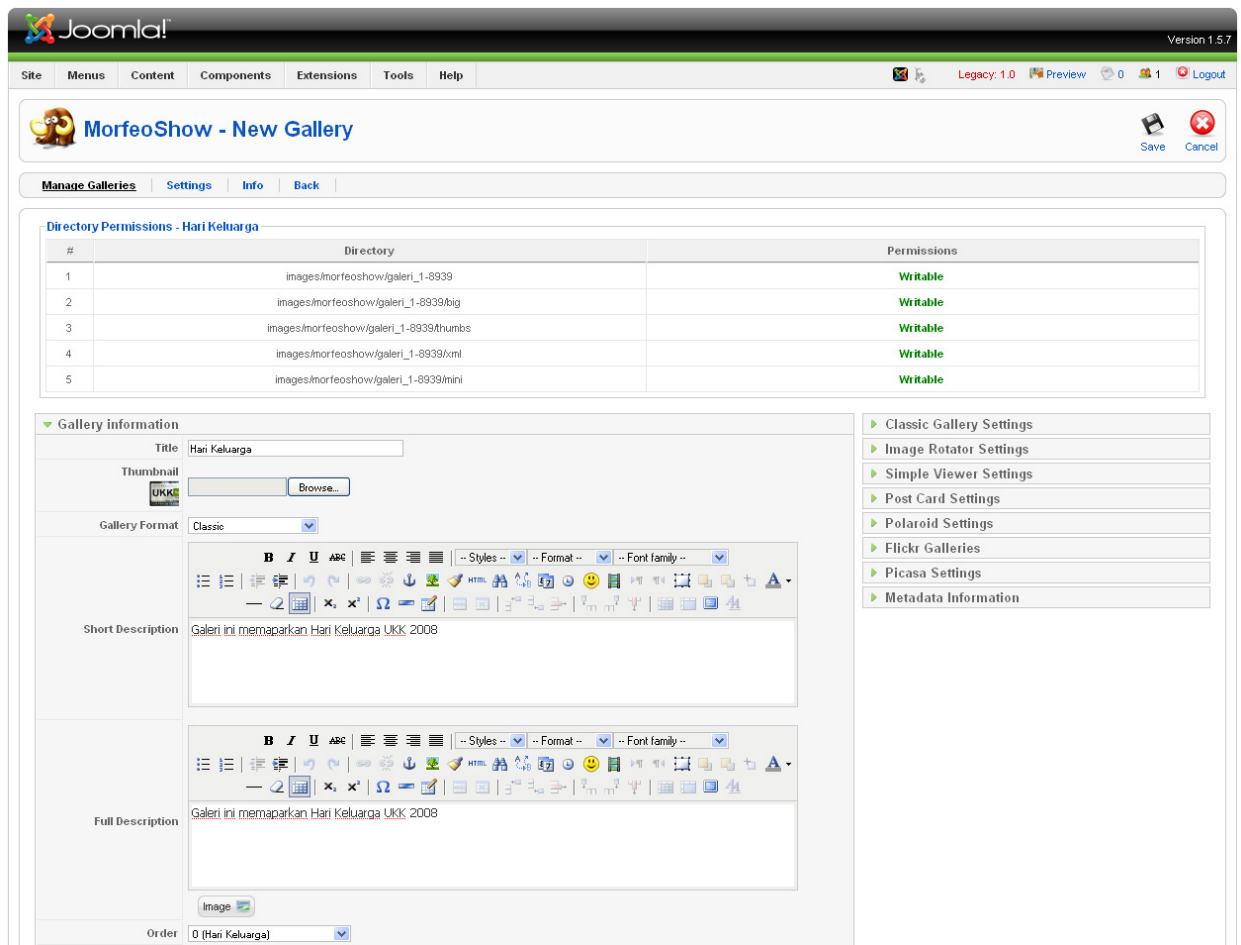 Joomla!™
Version 1.5.7
Site Menus Content Components Extensions Tools Help Legacy: 1.0 Preview 0 1 Logout
MorfeoShow - New Gallery Save Cancel
Manage Galleries Settings Info Back
Directory Permissions - Hari Keluarga
# Directory Permissions
1 images/morfeoshow/galeri_1-8939 Writable
2 images/morfeoshow/galeri_1-8939/big Writable
3 images/morfeoshow/galeri_1-8939/thumbs Writable
4 images/morfeoshow/galeri_1-8939/xml Writable
5 images/morfeoshow/galeri_1-8939/mini Writable
Gallery information
Title Hari Keluarga
Thumbnail
UKK Browse...
Gallery Format Classic
B I U ABC -- Styles -- -- Format -- -- Font family --
HTML A
Short Description Galeri ini memaparkan Hari Keluarga UKK 2008
B I U ABC -- Styles -- -- Format -- -- Font family --
HTML A
Full Description Galeri ini memaparkan Hari Keluarga UKK 2008
Image
Order 0 (Hari Keluarga)
Classic Gallery Settings
Image Rotator Settings
Simple Viewer Settings
Post Card Settings
Polaroid Settings
Flickr Galleries
Picasa Settings
Metadata Information